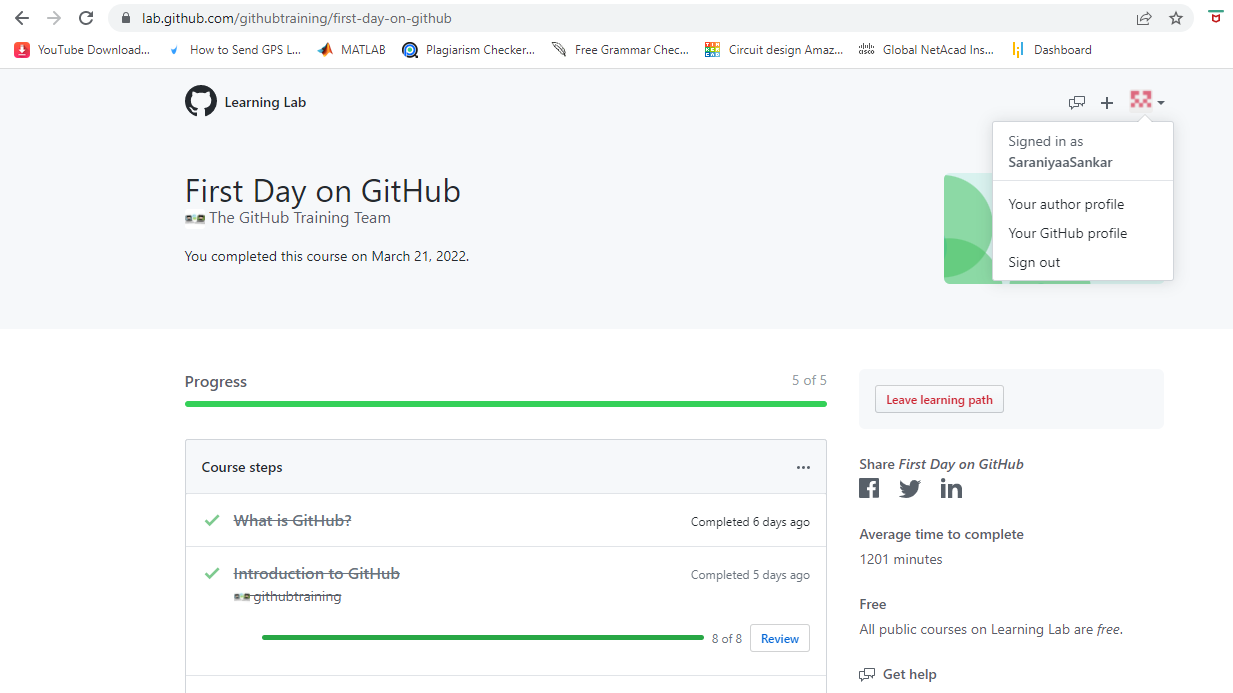 lab.github.com/githubtraining/first-day-on-github
YouTube Download... How to Send GPS L... MATLAB Plagiarism Checker... Free Grammar Chec... Circuit design Amaz... Global NetAcad Ins... Dashboard
Learning Lab
Signed in as
SaraniyaaSankar
Your author profile
Your GitHub profile
Sign out
First Day on GitHub
The GitHub Training Team
You completed this course on March 21, 2022.
Progress 5 of 5
Leave learning path
Course steps
What is GitHub? Completed 6 days ago
Introduction to GitHub Completed 5 days ago
githubtraining
8 of 8 Review
Share First Day on GitHub
Average time to complete
1201 minutes
Free
All public courses on Learning Lab are free.
Get help